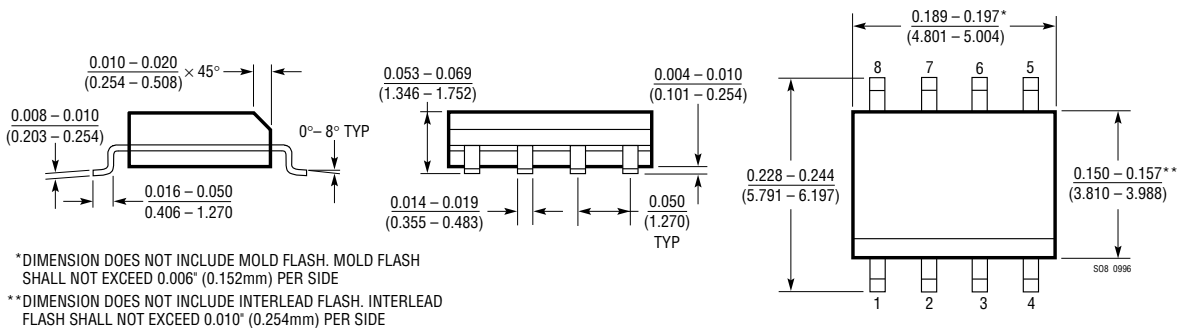 0.010 – 0.020
(0.254 – 0.508)
× 45°
0.008 – 0.010
(0.203 – 0.254)
0°– 8° TYP
0.016 – 0.050
0.406 – 1.270
0.053 – 0.069
(1.346 – 1.752)
0.004 – 0.010
(0.101 – 0.254)
0.014 – 0.019
(0.355 – 0.483)
0.050
(1.270)
TYP
0.189 – 0.197*
(4.801 – 5.004)
8 7 6 5
0.228 – 0.244
(5.791 – 6.197)
0.150 – 0.157**
(3.810 – 3.988)
SO8 0996
1 2 3 4
*DIMENSION DOES NOT INCLUDE MOLD FLASH. MOLD FLASH
SHALL NOT EXCEED 0.006" (0.152mm) PER SIDE
**DIMENSION DOES NOT INCLUDE INTERLEAD FLASH. INTERLEAD
FLASH SHALL NOT EXCEED 0.010" (0.254mm) PER SIDE